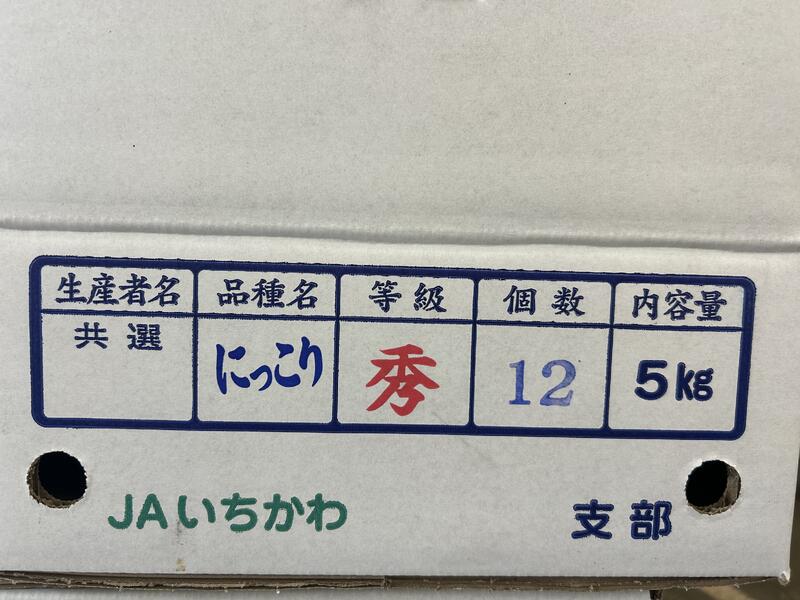 生産者名 品種名 等級 個数 内容量
共選 にっこり 秀 12 5kg
JAいちかわ 支部